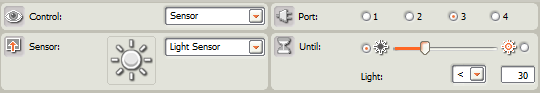 Control: Sensor
Port: 1 2 3 4
Sensor: Light Sensor
Until:
Light: < 30